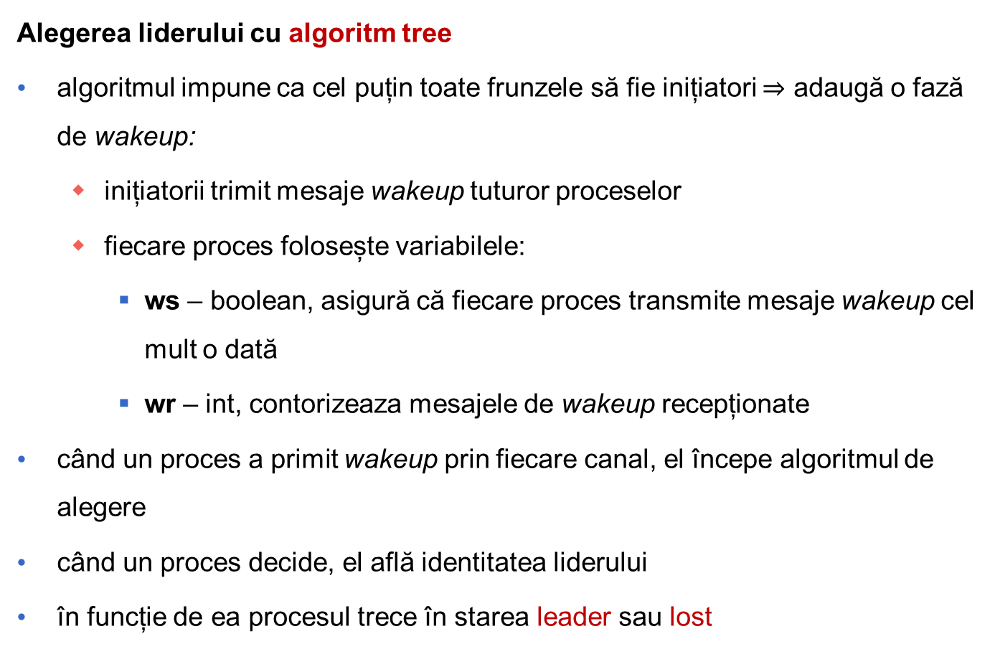 Alegerea liderului cu algoritm tree
• algoritmul impune ca cel puțin toate frunzele să fie inițiatori ⇒ adaugă o fază
de wakeup:
◆ inițiatorii trimit mesaje wakeup tuturor proceselor
◆ fiecare proces folosește variabilele:
▪ ws – boolean, asigură că fiecare proces transmite mesaje wakeup cel
mult o dată
▪ wr – int, contorizeaza mesajele de wakeup recepționate
• când un proces a primit wakeup prin fiecare canal, el începe algoritmul de
alegere
• când un proces decide, el află identitatea liderului
• în funcție de ea procesul trece în starea leader sau lost